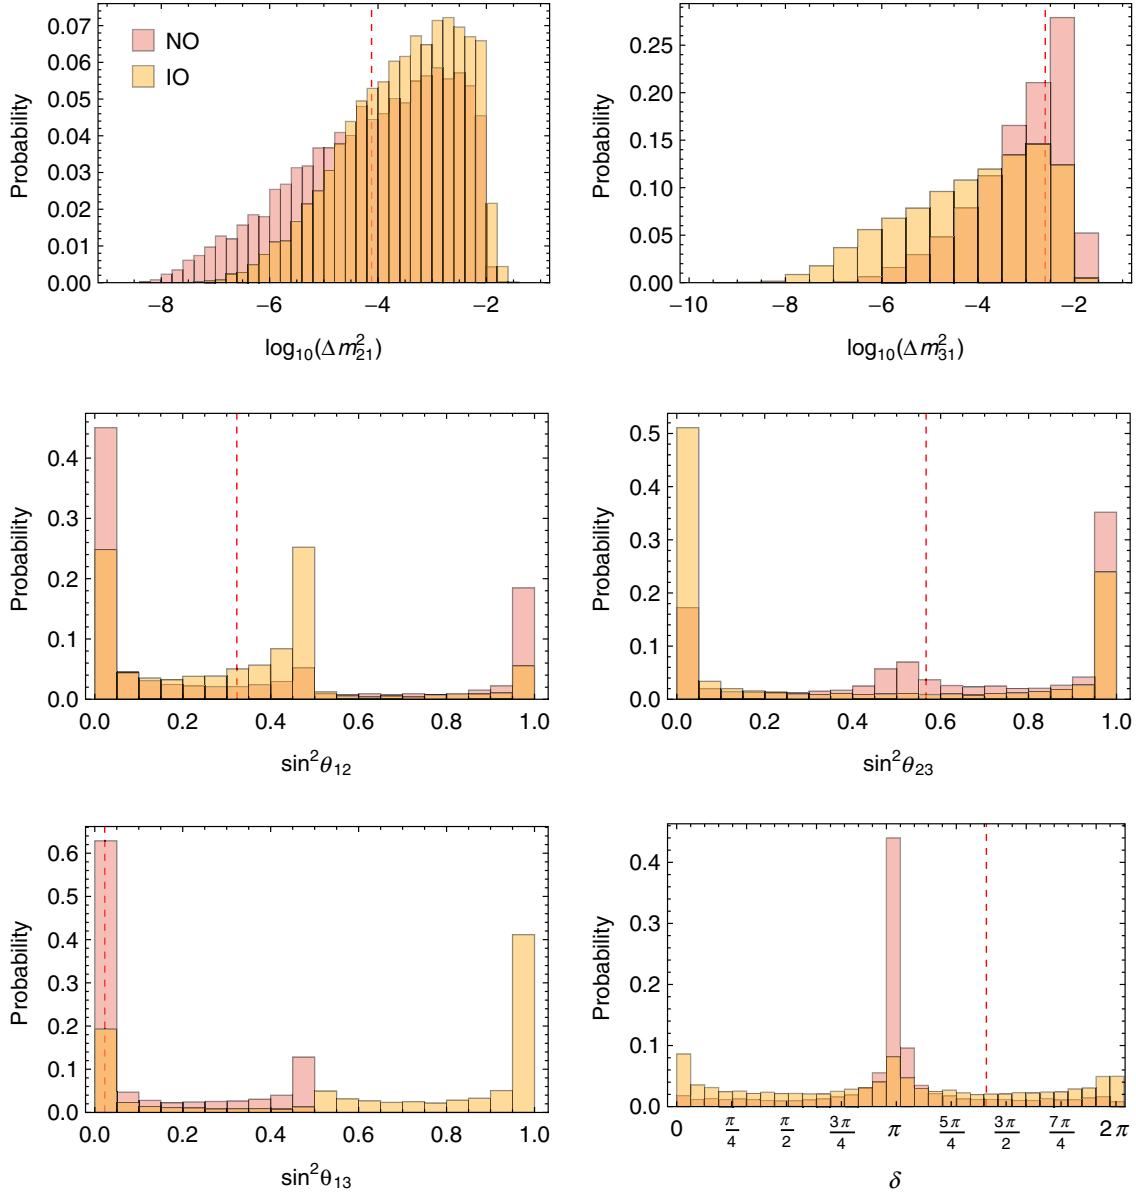 NO
IO
Probability
0.07
0.06
0.05
0.04
0.03
0.02
0.01
0.00
−8 −6 −4 −2
log₁₀(Δm²₂₁)
Probability
0.25
0.20
0.15
0.10
0.05
0.00
−10 −8 −6 −4 −2
log₁₀(Δm²₃₁)
Probability
0.4
0.3
0.2
0.1
0.0
0.0 0.2 0.4 0.6 0.8 1.0
sin²θ₁₂
Probability
0.5
0.4
0.3
0.2
0.1
0.0
0.0 0.2 0.4 0.6 0.8 1.0
sin²θ₂₃
Probability
0.6
0.5
0.4
0.3
0.2
0.1
0.0
0.0 0.2 0.4 0.6 0.8 1.0
sin²θ₁₃
Probability
0.4
0.3
0.2
0.1
0.0
0 π/4 π/2 3π/4 π 5π/4 3π/2 7π/4 2π
δ